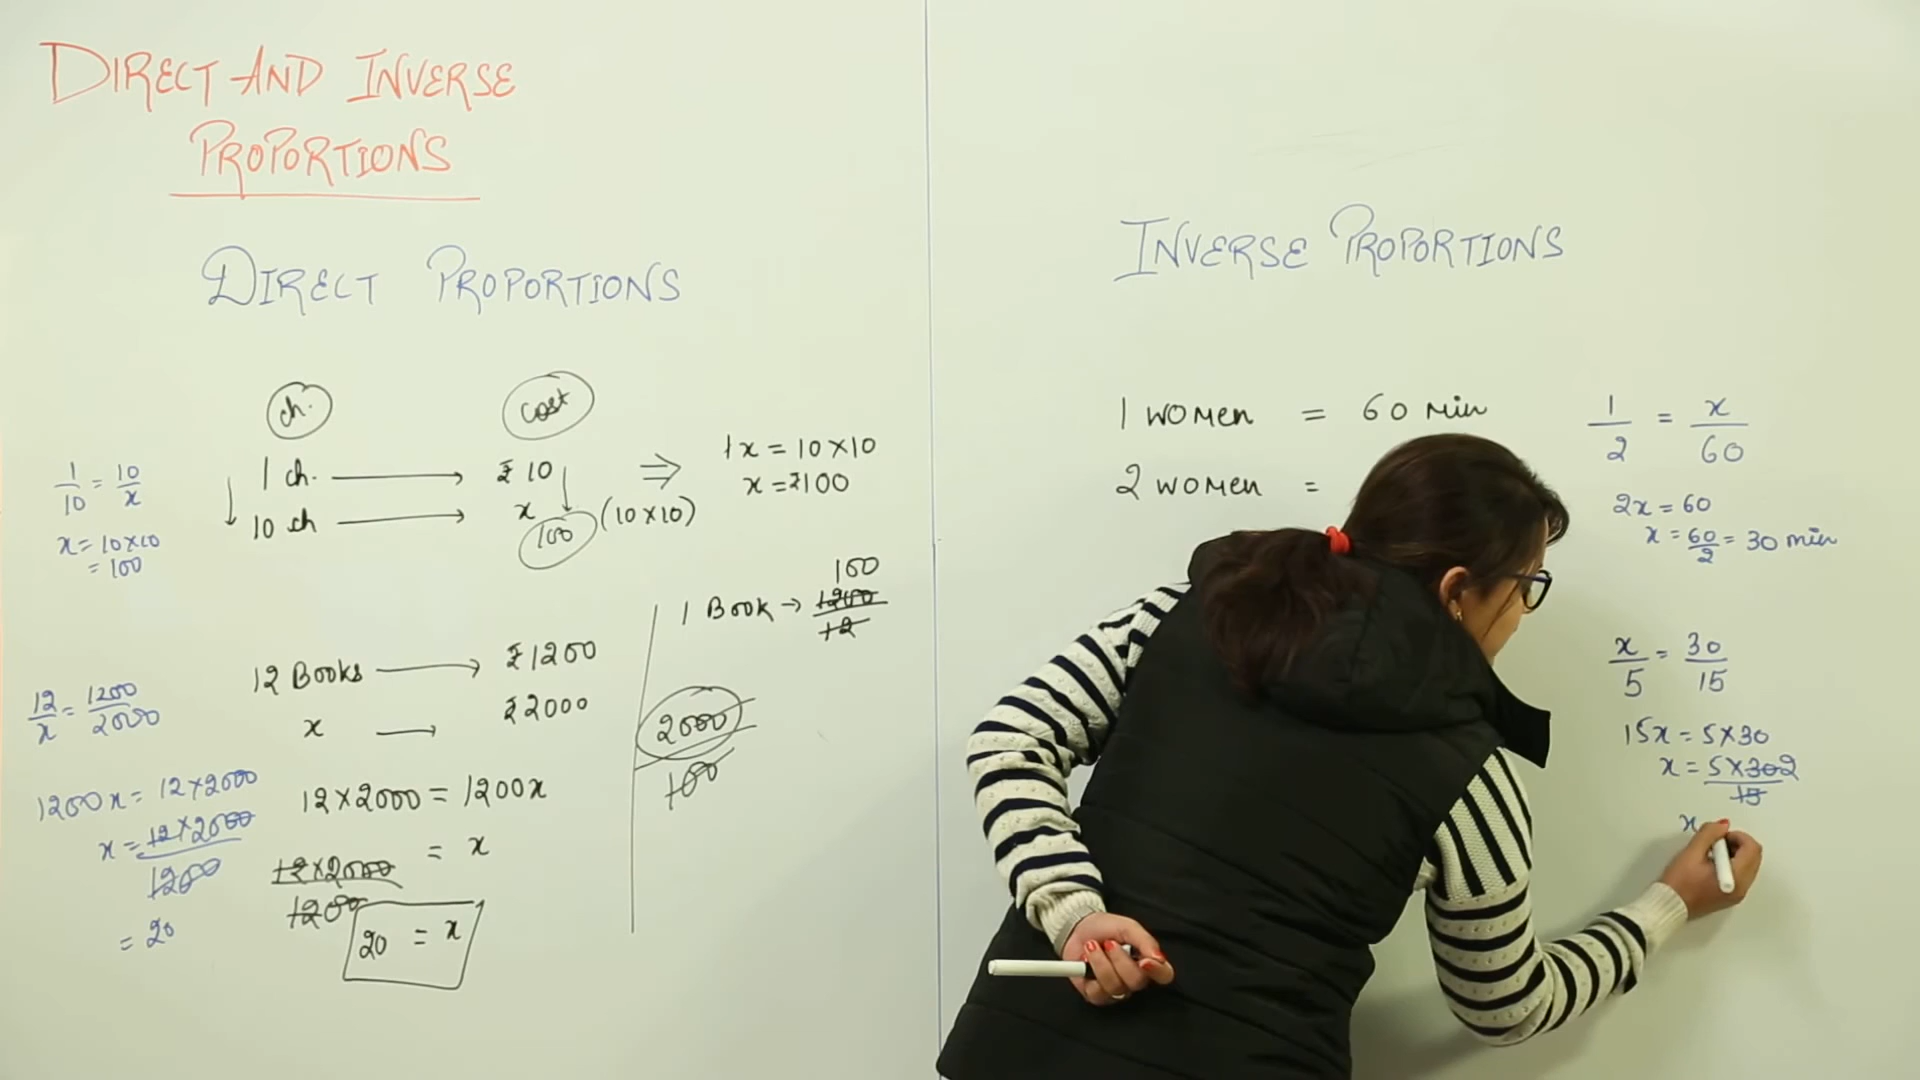 DIRECT AND INVERSE
PROPORTIONS
DIRECT PROPORTIONS
ch. cost
1 ch. → ₹ 10 ⇒ 1x = 10×10
x = ₹100
10 ch → x (10×10)
100
1/10 = 10/x
x = 10×10
= 100
12 Books → ₹1200
x → ₹2000
12×2000 = 1200x
12×2000/1200 = x
20 = x
12/x = 1200/2000
1200x = 12×2000
x = 12×2000/1200
= 20
1 Book → 1200/12 100
2000/100
INVERSE PROPORTIONS
1 women = 60 min
2 women =
1/2 = x/60
2x = 60
x = 60/2 = 30 min
x/5 = 30/15
15x = 5×30
x = 5×30 2/15
x